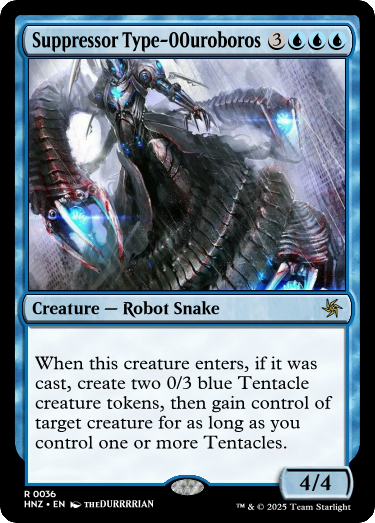 Suppressor Type-00uroboros 3
Creature — Robot Snake
When this creature enters, if it was
cast, create two 0/3 blue Tentacle
creature tokens, then gain control of
target creature for as long as you
control one or more Tentacles.
4/4
R 0036
HNZ • EN theDURRRRIAN
™ & © 2025 Team Starlight